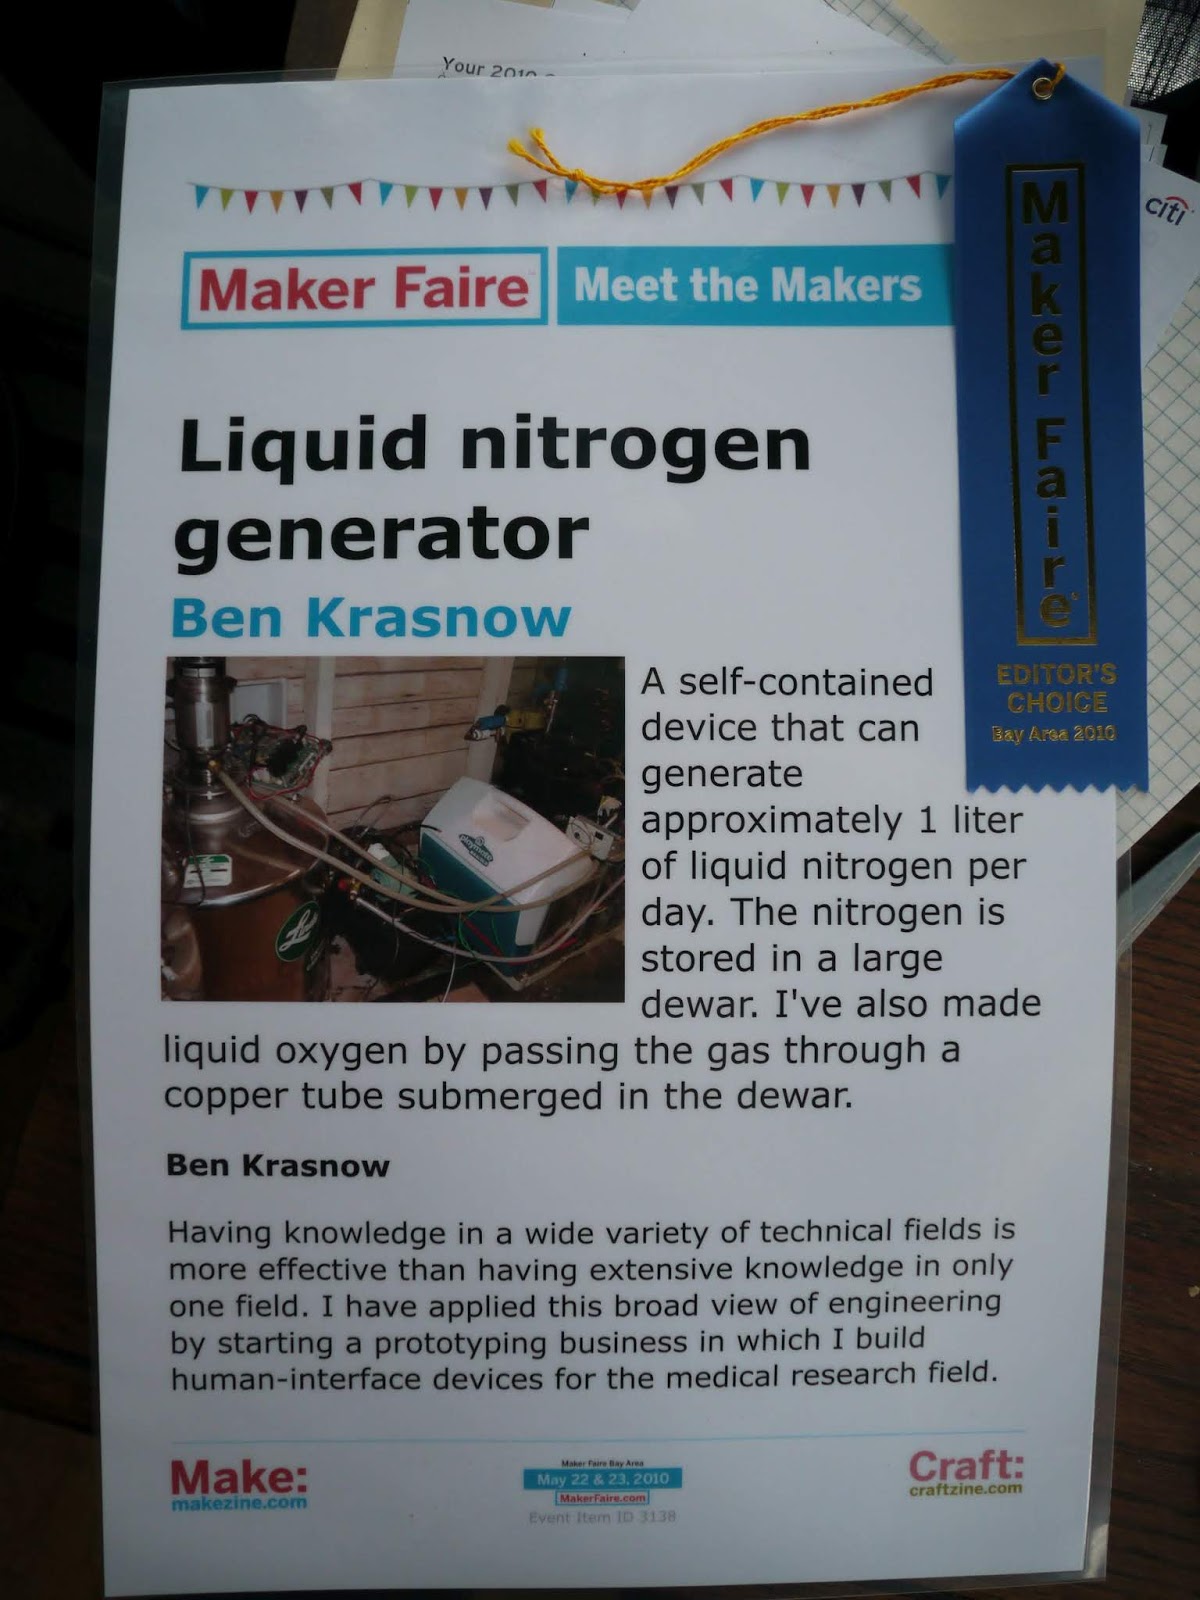 Your 2010
citi
Maker Faire
Meet the Makers
Maker Faire
EDITOR'S
CHOICE
Bay Area 2010
Liquid nitrogen
generator
Ben Krasnow
playmate
A self-contained
device that can
generate
approximately 1 liter
of liquid nitrogen per
day. The nitrogen is
stored in a large
dewar. I've also made
liquid oxygen by passing the gas through a
copper tube submerged in the dewar.
Ben Krasnow
Having knowledge in a wide variety of technical fields is
more effective than having extensive knowledge in only
one field. I have applied this broad view of engineering
by starting a prototyping business in which I build
human-interface devices for the medical research field.
Make:
makezine.com
Maker Faire Bay Area
May 22 & 23, 2010
MakerFaire.com
Event Item ID 3138
Craft:
craftzine.com